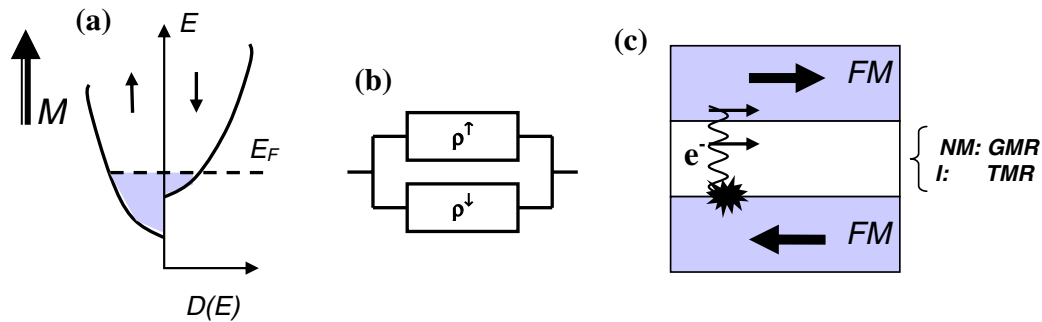 (a)
E
M
E_F
D(E)
(b)
ρ↑
ρ↓
(c)
FM
e-
NM: GMR
I: TMR
FM